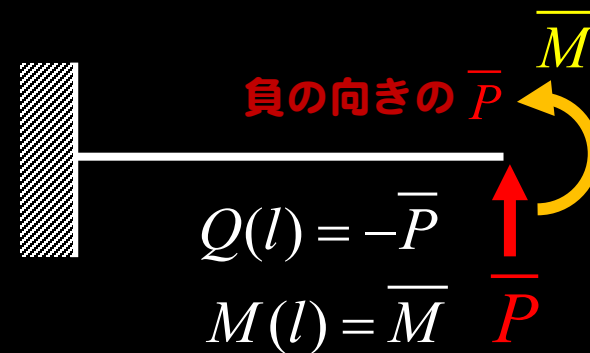 M̅
負の向きの P̅
Q(l) = −P̅
M(l) = M̅
P̅